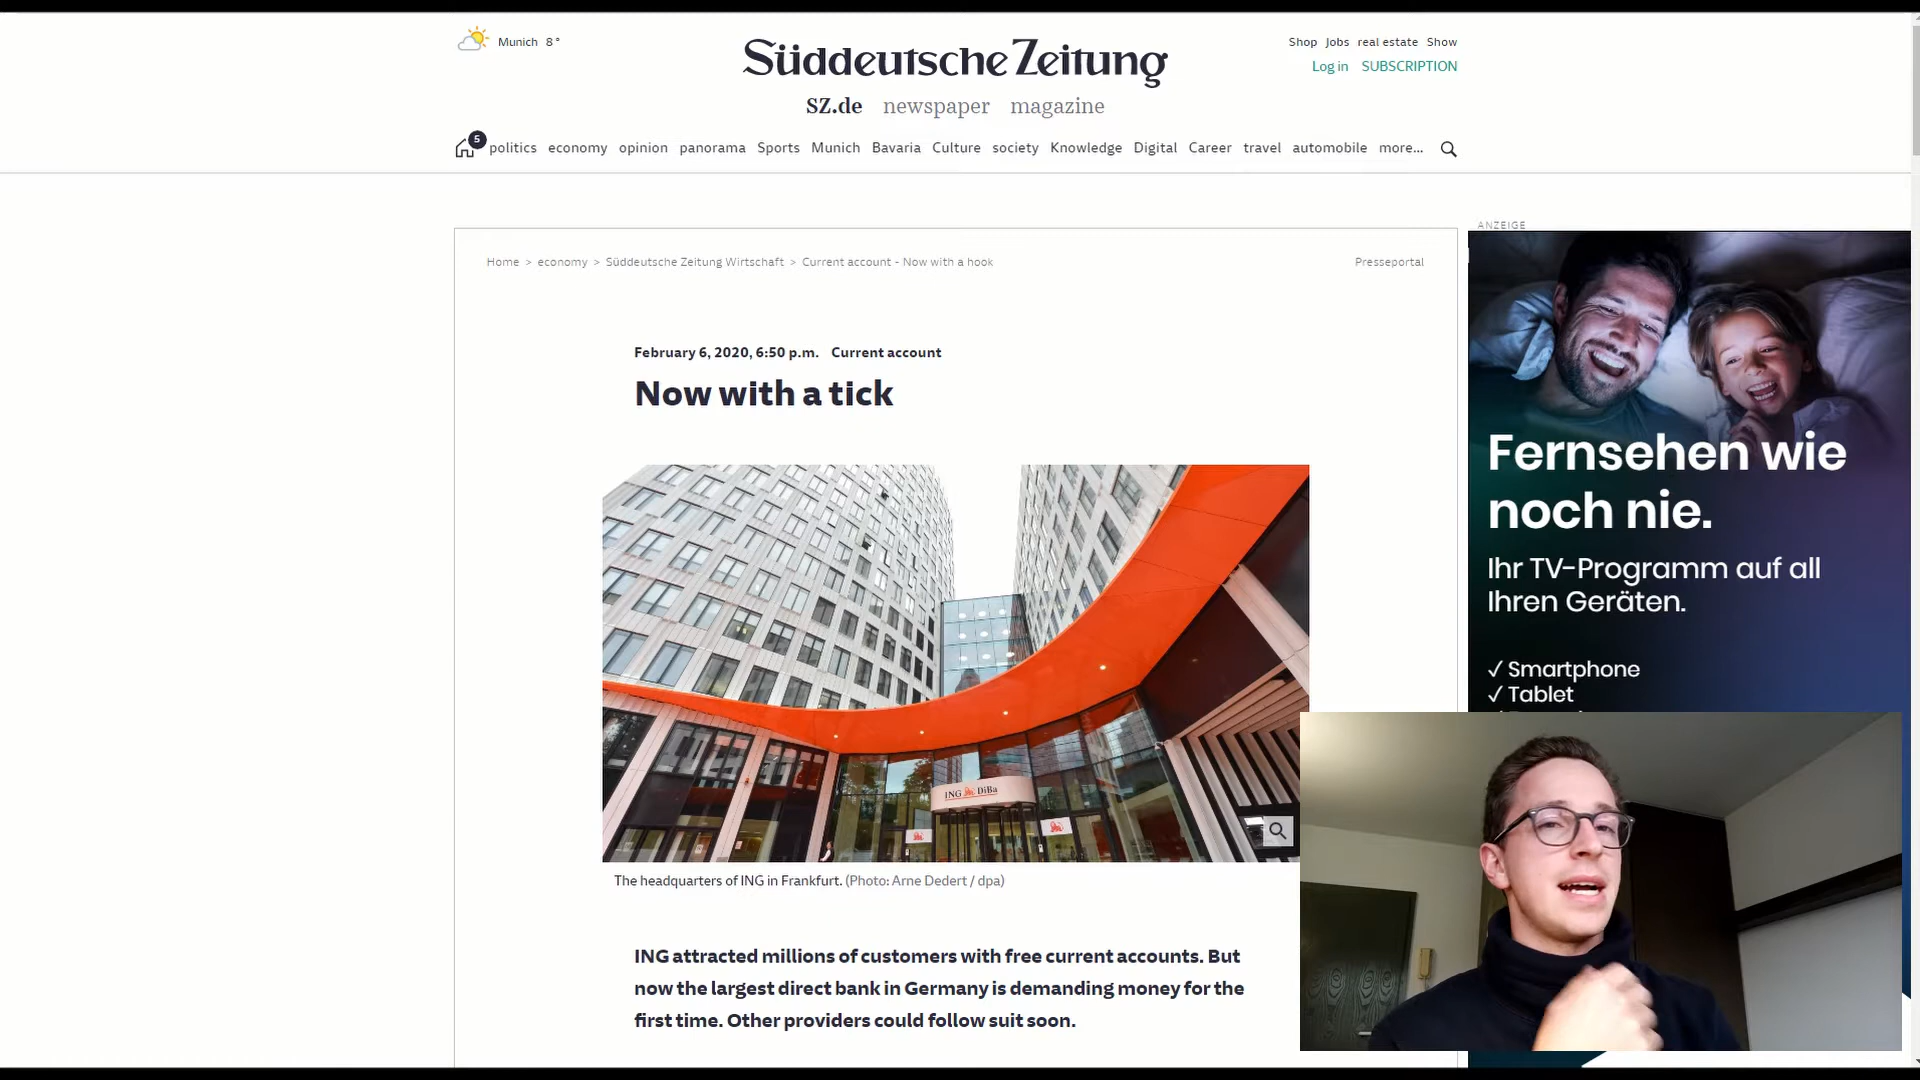 Munich 8°
Süddeutsche Zeitung
Shop Jobs real estate Show
Log in SUBSCRIPTION
SZ.de newspaper magazine
5
politics economy opinion panorama Sports Munich Bavaria Culture society Knowledge Digital Career travel automobile more...
ANZEIGE
Home > economy > Süddeutsche Zeitung Wirtschaft > Current account - Now with a hook
Presseportal
February 6, 2020, 6:50 p.m. Current account
Now with a tick
Fernsehen wie
noch nie.
Ihr TV-Programm auf all
Ihren Geräten.
✓ Smartphone
✓ Tablet
ING DiBa
The headquarters of ING in Frankfurt. (Photo: Arne Dedert / dpa)
ING attracted millions of customers with free current accounts. But
now the largest direct bank in Germany is demanding money for the
first time. Other providers could follow suit soon.